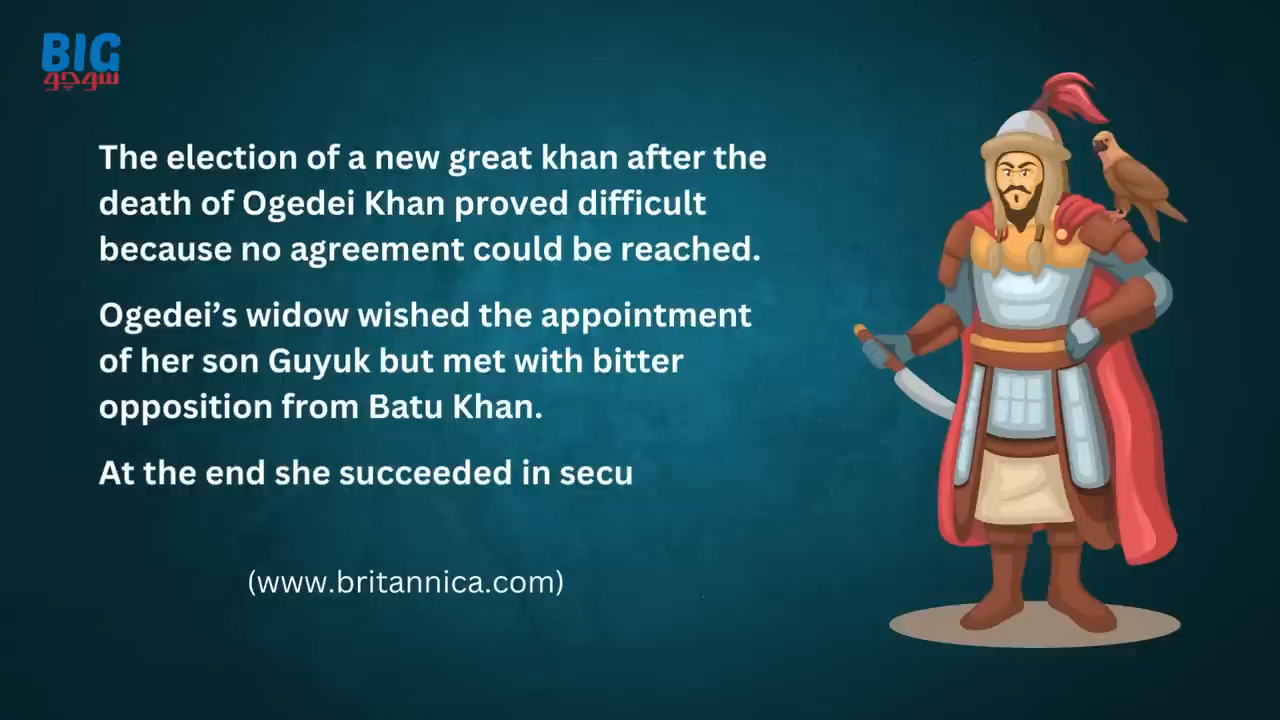 BIG
سوچو
The election of a new great khan after the
death of Ogedei Khan proved difficult
because no agreement could be reached.
Ogedei’s widow wished the appointment
of her son Guyuk but met with bitter
opposition from Batu Khan.
At the end she succeeded in secu
(www.britannica.com)